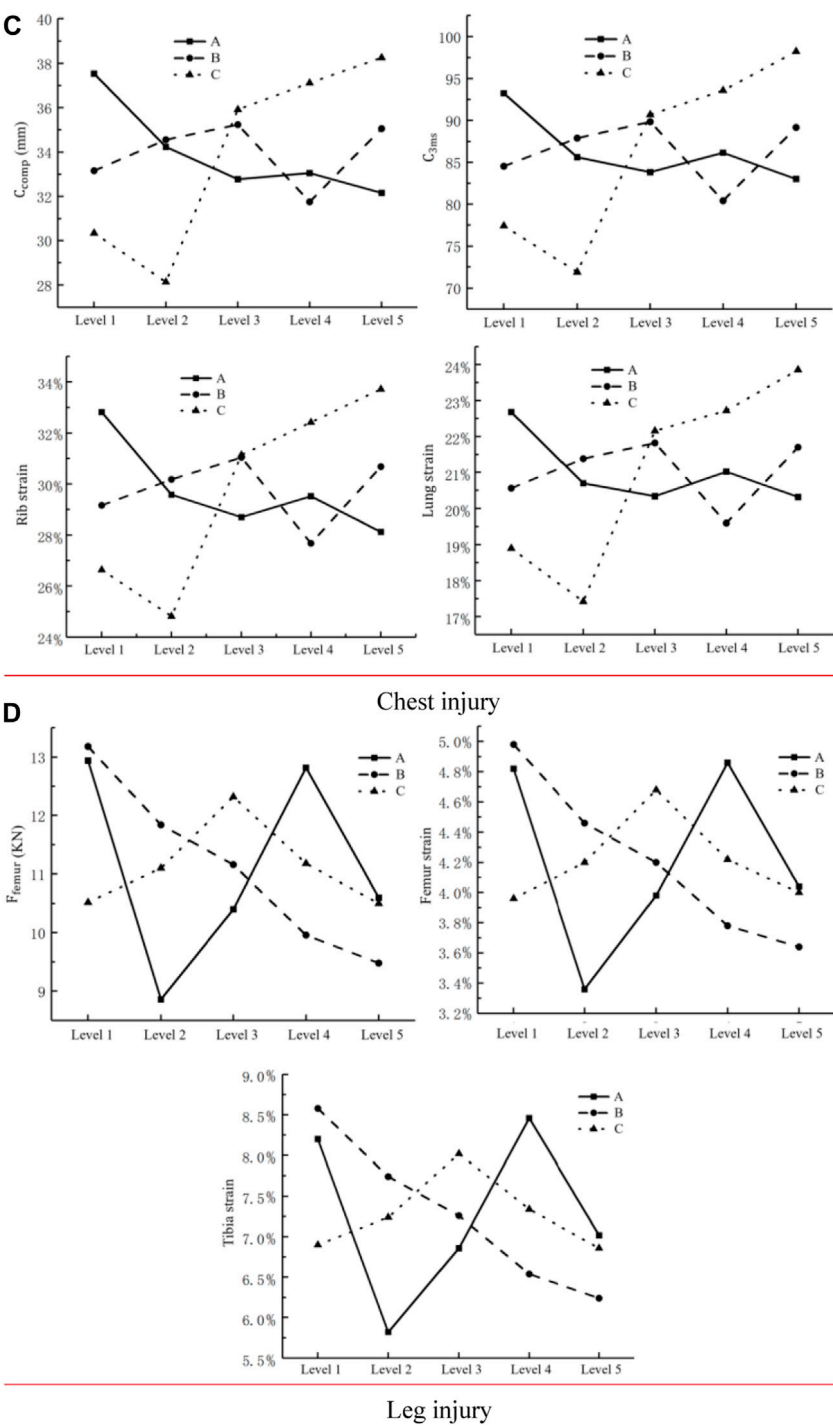 C
40
38
36
34
32
30
28
C_comp (mm)
A
B
C
Level 1 Level 2 Level 3 Level 4 Level 5
100
95
90
85
80
75
70
C_3ms
A
B
C
Level 1 Level 2 Level 3 Level 4 Level 5
34%
32%
30%
28%
26%
24%
Rib strain
A
B
C
Level 1 Level 2 Level 3 Level 4 Level 5
24%
23%
22%
21%
20%
19%
18%
17%
Lung strain
A
B
C
Level 1 Level 2 Level 3 Level 4 Level 5
Chest injury
D
13
12
11
10
9
F_femur (KN)
A
B
C
Level 1 Level 2 Level 3 Level 4 Level 5
5.0%
4.8%
4.6%
4.4%
4.2%
4.0%
3.8%
3.6%
3.4%
3.2%
Femur strain
A
B
C
Level 1 Level 2 Level 3 Level 4 Level 5
9.0%
8.5%
8.0%
7.5%
7.0%
6.5%
6.0%
5.5%
Tibia strain
A
B
C
Level 1 Level 2 Level 3 Level 4 Level 5
Leg injury